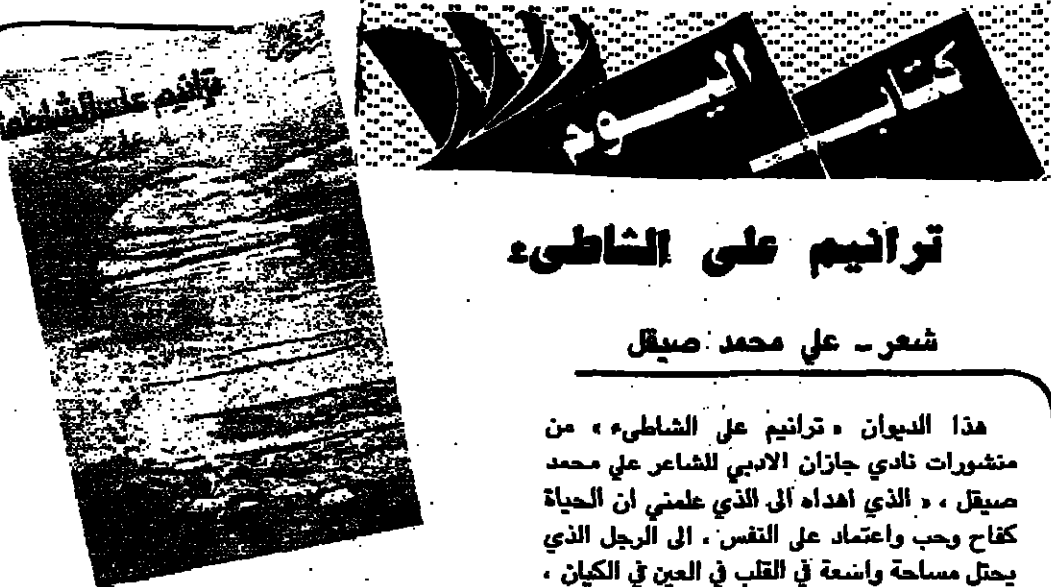 كتاب اليوم
ترانيم على الشاطىء
ترانيم على الشاطىء
شعر ـ علي محمد صيقل
هذا الديوان « ترانيم على الشاطىء » من
منشورات نادي جازان الادبي للشاعر علي محمد
صيقل ، « الذي اهداه الى الذي علمني ان الحياة
كفاح وحب واعتماد على النفس ، الى الرجل الذي
يحتل مساحة واسعة في القلب في العين في الكيان ،